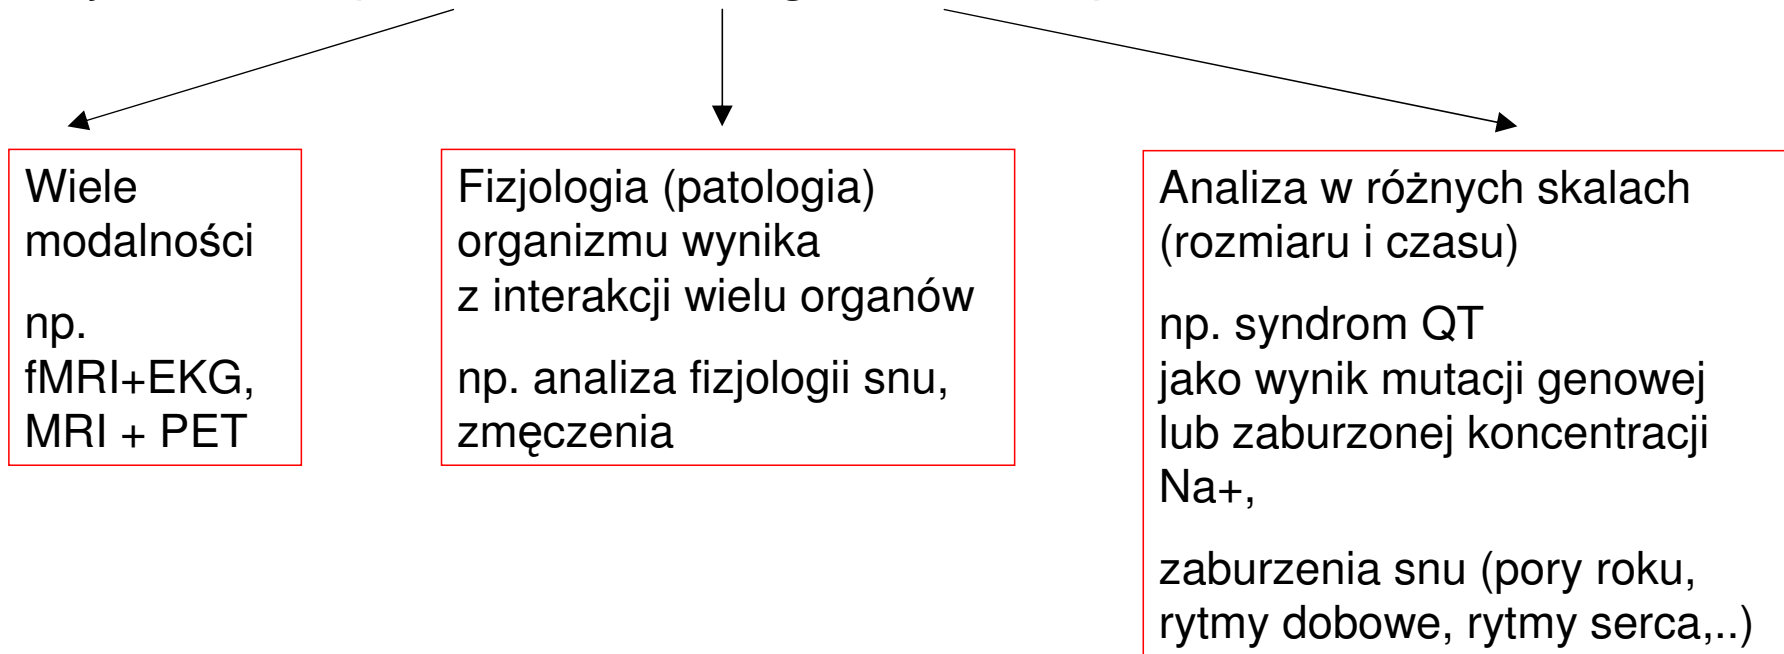 Wiele
modalności
np.
fMRI+EKG,
MRI + PET
Fizjologia (patologia)
organizmu wynika
z interakcji wielu organów
np. analiza fizjologii snu,
zmęczenia
Analiza w różnych skalach
(rozmiaru i czasu)
np. syndrom QT
jako wynik mutacji genowej
lub zaburzonej koncentracji
Na+,
zaburzenia snu (pory roku,
rytmy dobowe, rytmy serca,..)